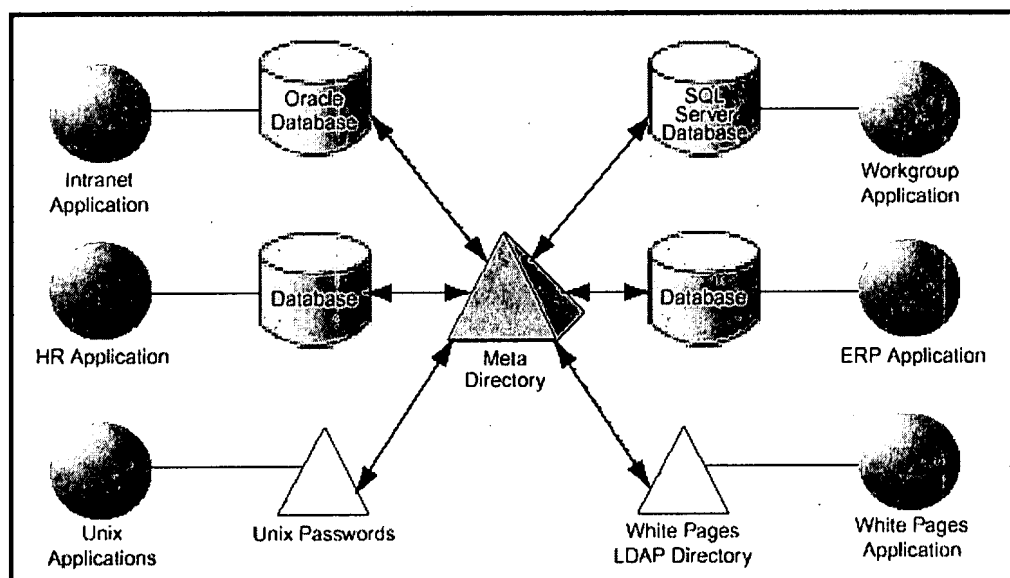 Oracle
Database
SQL
Server
Database
Intranet
Application
Workgroup
Application
Database
Database
HR Application
Meta
Directory
ERP Application
Unix
Applications
Unix Passwords
White Pages
LDAP Directory
White Pages
Application